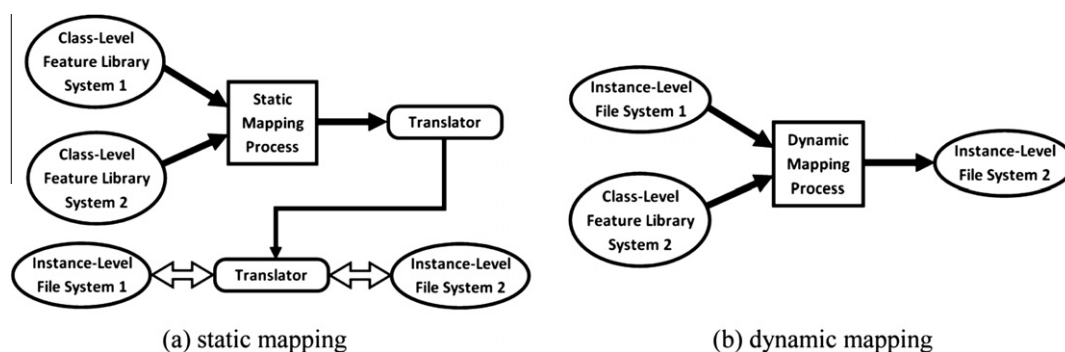 Class-Level
Feature Library
System 1
Static
Mapping
Process
Translator
Class-Level
Feature Library
System 2
Instance-Level
File System 1
Translator
Instance-Level
File System 2
(a) static mapping
Instance-Level
File System 1
Dynamic
Mapping
Process
Instance-Level
File System 2
Class-Level
Feature Library
System 2
(b) dynamic mapping